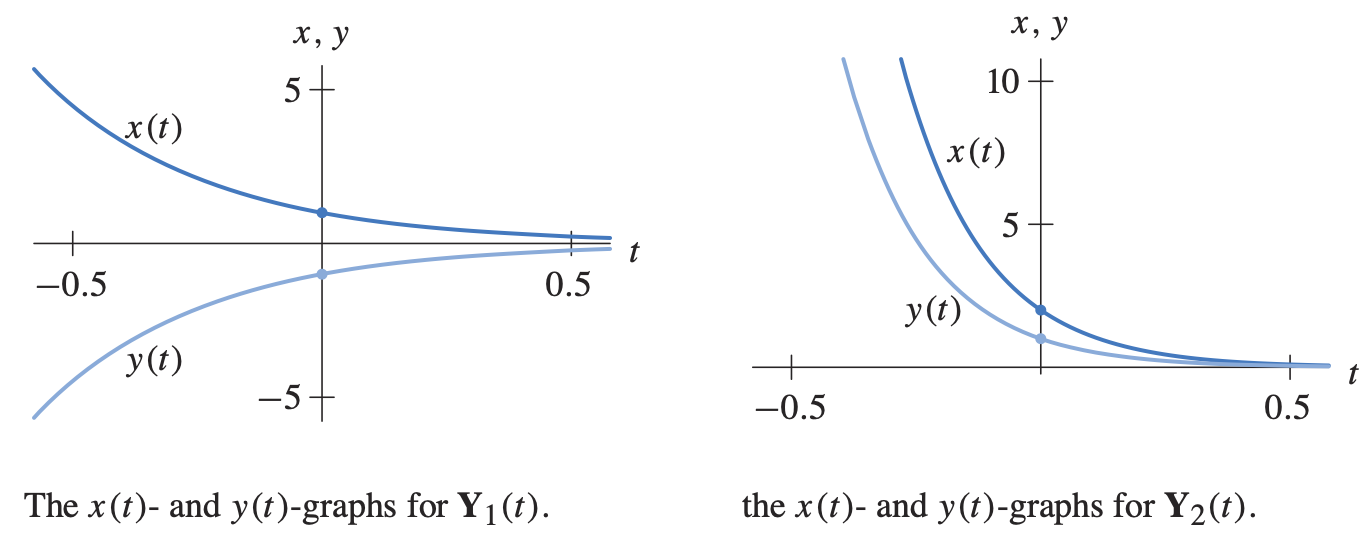 x, y
5
x(t)
t
−0.5
0.5
y(t)
−5
The x(t)- and y(t)-graphs for Y₁(t).
x, y
10
x(t)
5
y(t)
t
−0.5
0.5
the x(t)- and y(t)-graphs for Y₂(t).